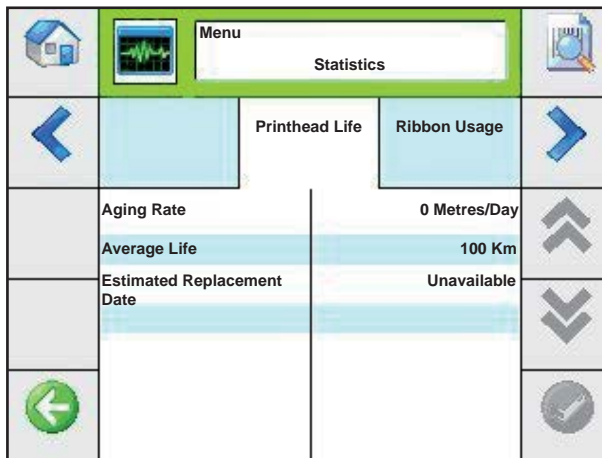 Menu
Statistics
Printhead Life Ribbon Usage
Aging Rate 0 Metres/Day
Average Life 100 Km
Estimated Replacement Unavailable
Date